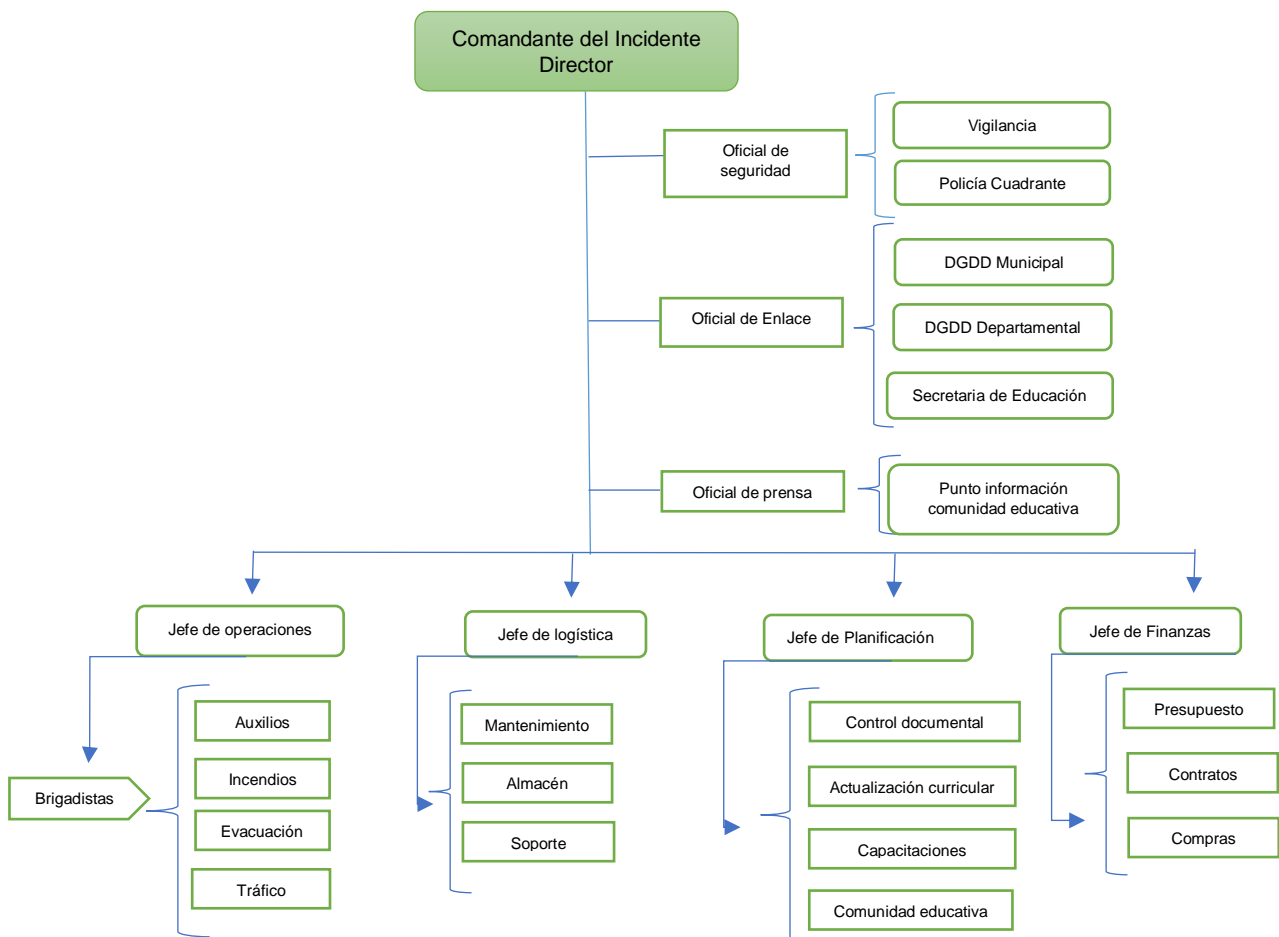 Comandante del Incidente
Director
Oficial de
seguridad
Vigilancia
Policía Cuadrante
Oficial de Enlace
DGDD Municipal
DGDD Departamental
Secretaria de Educación
Oficial de prensa
Punto información
comunidad educativa
Jefe de operaciones
Jefe de logística
Jefe de Planificación
Jefe de Finanzas
Brigadistas
Auxilios
Incendios
Evacuación
Tráfico
Mantenimiento
Almacén
Soporte
Control documental
Actualización curricular
Capacitaciones
Comunidad educativa
Presupuesto
Contratos
Compras